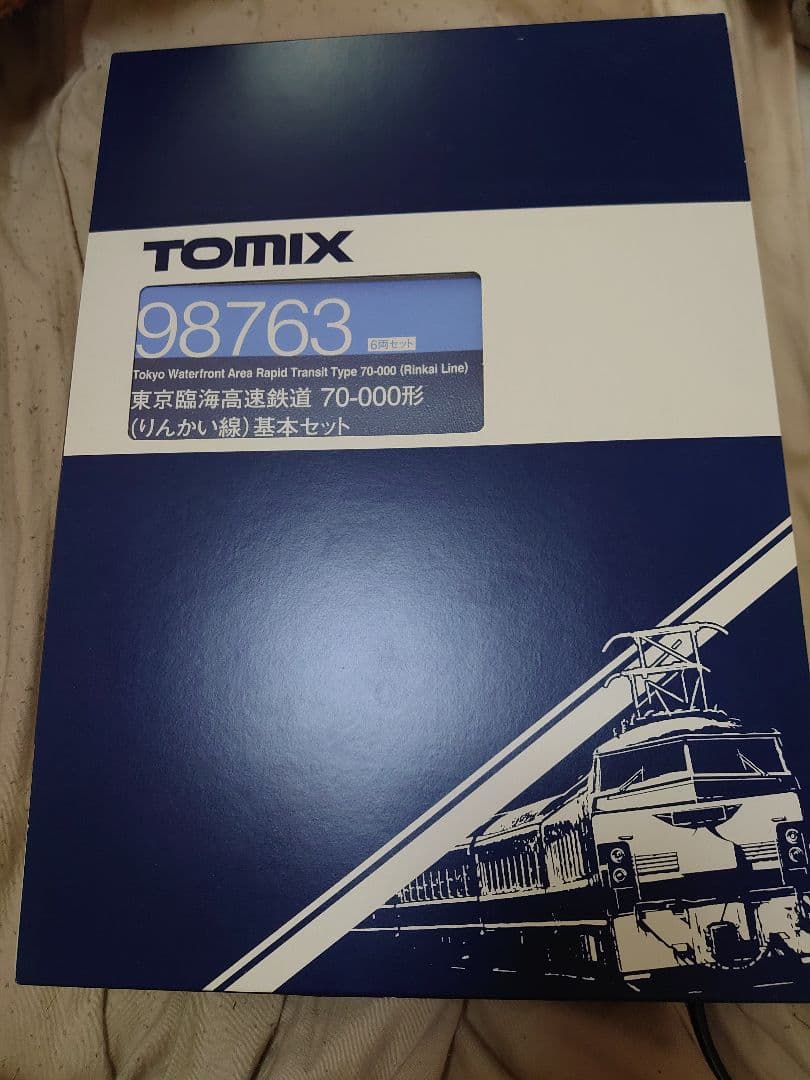 TOMIX
98763 6両セット
Tokyo Waterfront Area Rapid Transit Type 70-000 (Rinkai Line)
東京臨海高速鉄道 70-000形
(りんかい線)基本セット